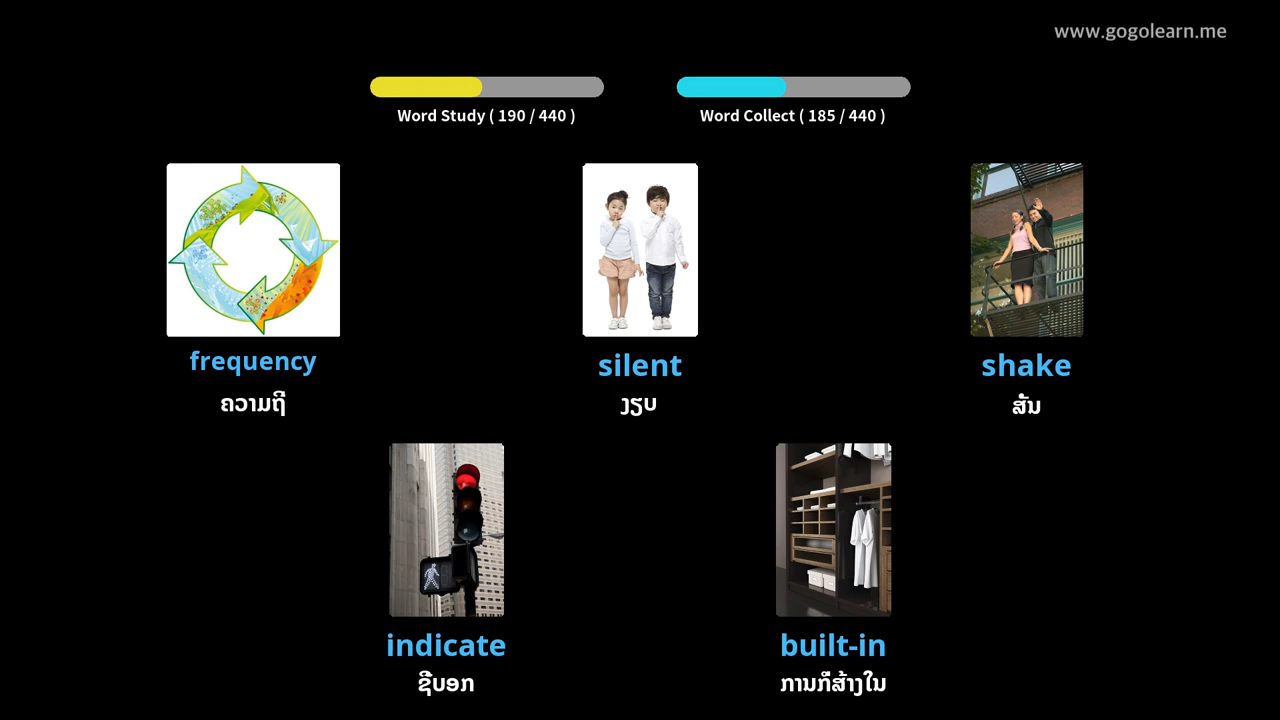 www.gogolearn.me
Word Study ( 190 / 440 )
Word Collect ( 185 / 440 )
frequency
ຄວາມຖີ່
silent
ງຽບ
shake
ສັ່ນ
indicate
ຊີ້ບອກ
built-in
ການກໍ່ສ້າງໃນ